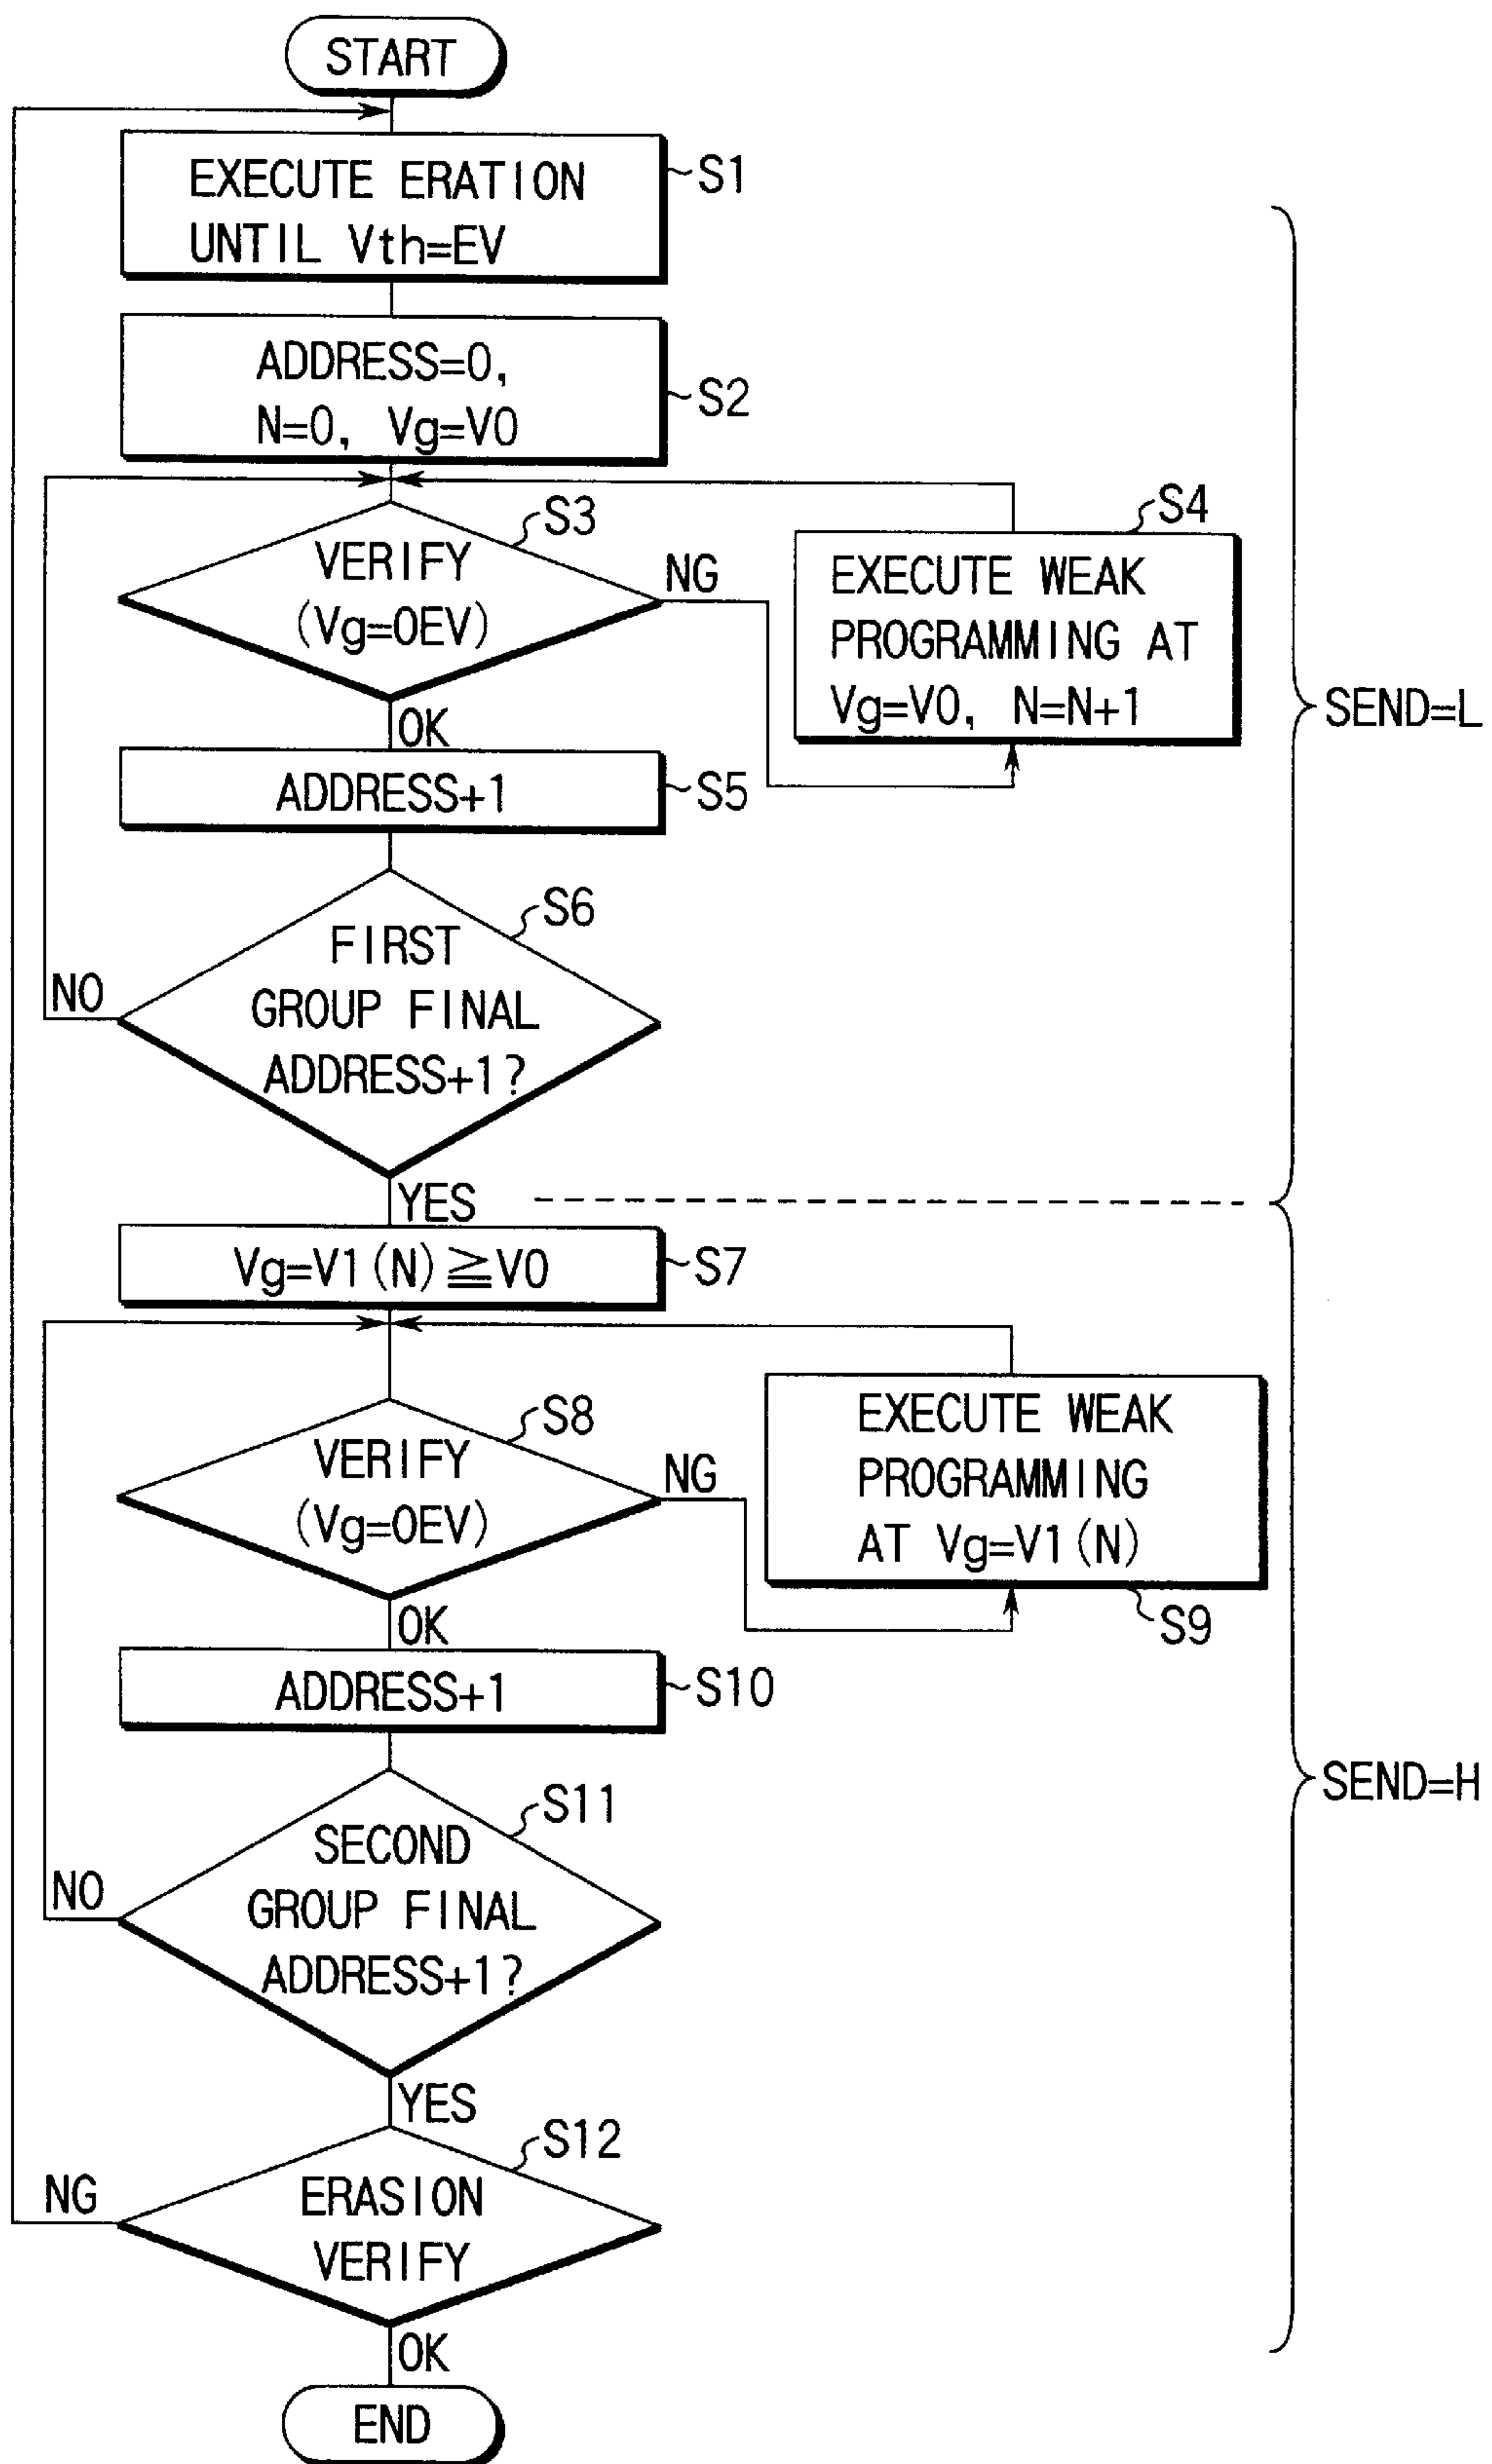 START
EXECUTE ERATION
UNTIL Vth=EV
S1
ADDRESS=0,
N=0, Vg=V0
S2
VERIFY
(Vg=OEV)
S3
NG
EXECUTE WEAK
PROGRAMMING AT
Vg=V0, N=N+1
S4
OK
ADDRESS+1
S5
FIRST
GROUP FINAL
ADDRESS+1?
S6
NO
YES
SEND=L
Vg=V1(N)≧V0
S7
VERIFY
(Vg=OEV)
S8
NG
EXECUTE WEAK
PROGRAMMING
AT Vg=V1(N)
S9
OK
ADDRESS+1
S10
SECOND
GROUP FINAL
ADDRESS+1?
S11
NO
YES
SEND=H
ERASION
VERIFY
S12
NG
OK
END